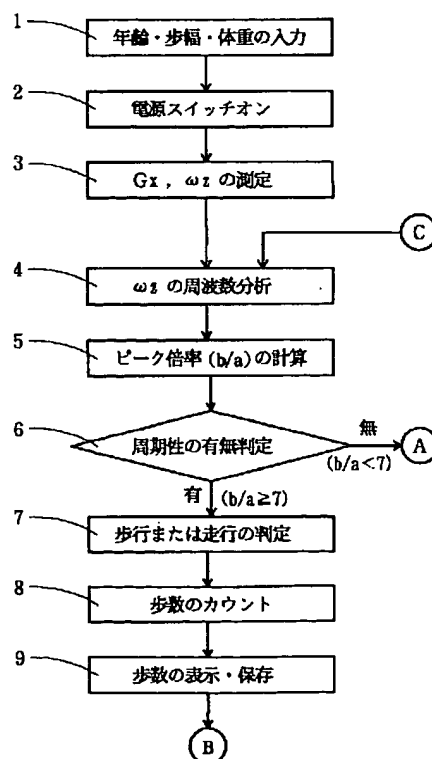 1
年齢・歩幅・体重の入力
2
電源スイッチオン
3
Gx，ωzの測定
C
4
ωzの周波数分析
5
ピーク倍率(b/a)の計算
6
周期性の有無判定
無
(b/a<7)
A
有 (b/a≥7)
7
歩行または走行の判定
8
歩数のカウント
9
歩数の表示・保存
B